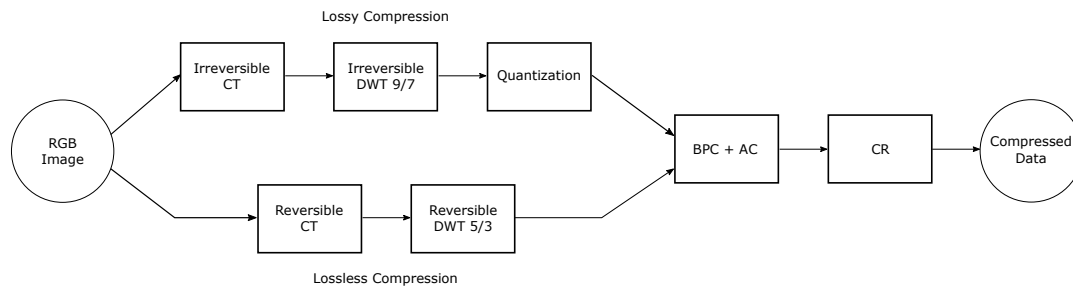 Lossy Compression
Irreversible
CT
Irreversible
DWT 9/7
Quantization
RGB
Image
BPC + AC
CR
Compressed
Data
Reversible
CT
Reversible
DWT 5/3
Lossless Compression